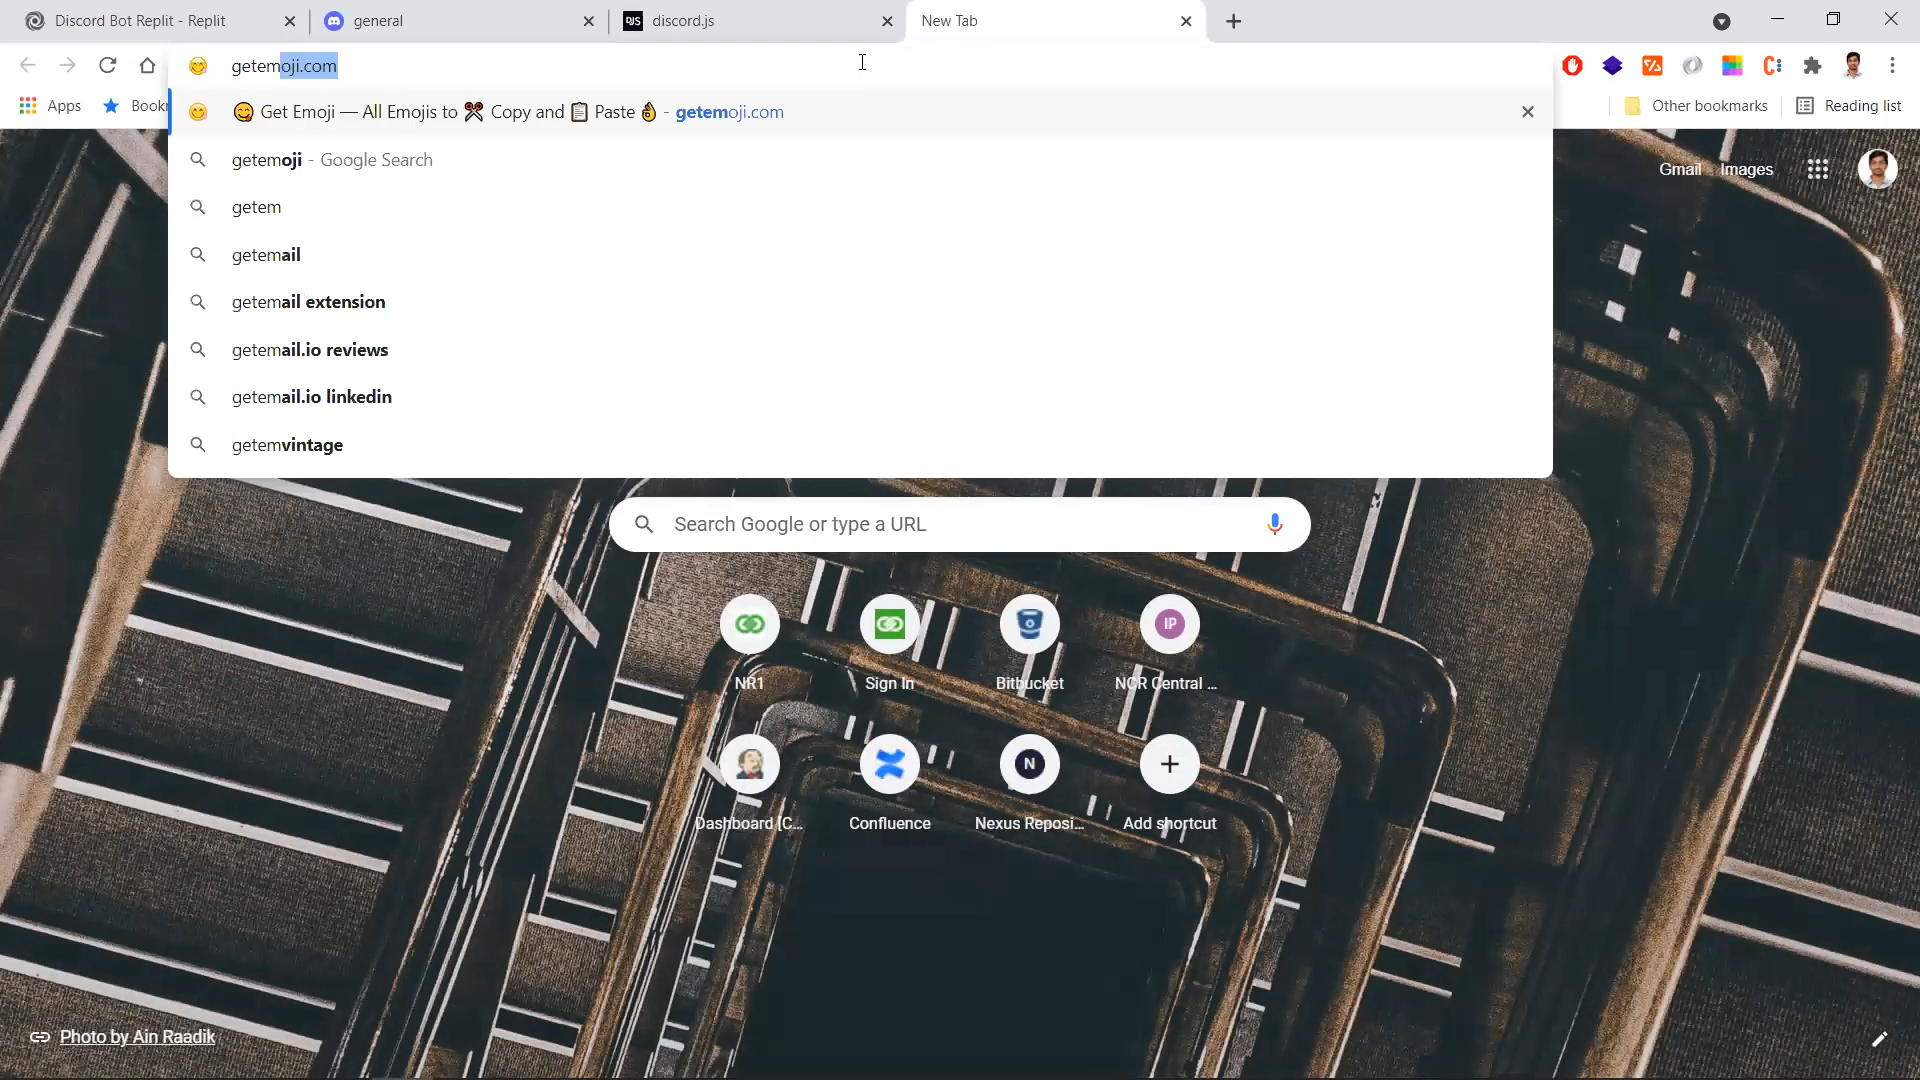 Discord Bot Replit - Replit
general
DJS discord.js
New Tab
getemoji.com
Apps
Bookr
Other bookmarks
Reading list
😋 Get Emoji — All Emojis to ✂ Copy and 📋 Paste 👌 - getemoji.com
getemoji - Google Search
getem
getemail
getemail extension
getemail.io reviews
getemail.io linkedin
getemvintage
Gmail
Images
Search Google or type a URL
NR1
Sign In
Bitbucket
IP
NCR Central ...
Dashboard [C...
Confluence
N
Nexus Reposi...
Add shortcut
Photo by Ain Raadik